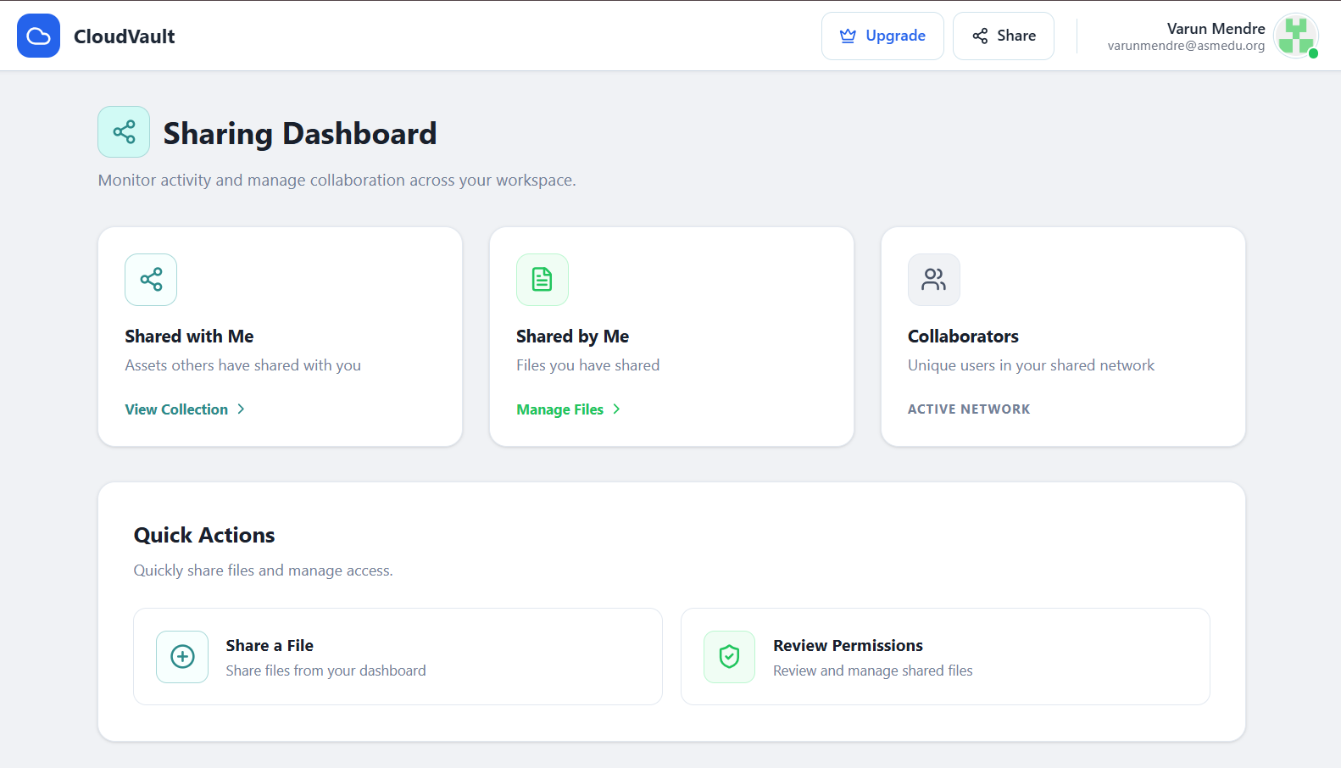 CloudVault
Upgrade
Share
Varun Mendre
varunmendre@asmedu.org
Sharing Dashboard
Monitor activity and manage collaboration across your workspace.
Shared with Me
Assets others have shared with you
View Collection
Shared by Me
Files you have shared
Manage Files
Collaborators
Unique users in your shared network
ACTIVE NETWORK
Quick Actions
Quickly share files and manage access.
Share a File
Share files from your dashboard
Review Permissions
Review and manage shared files